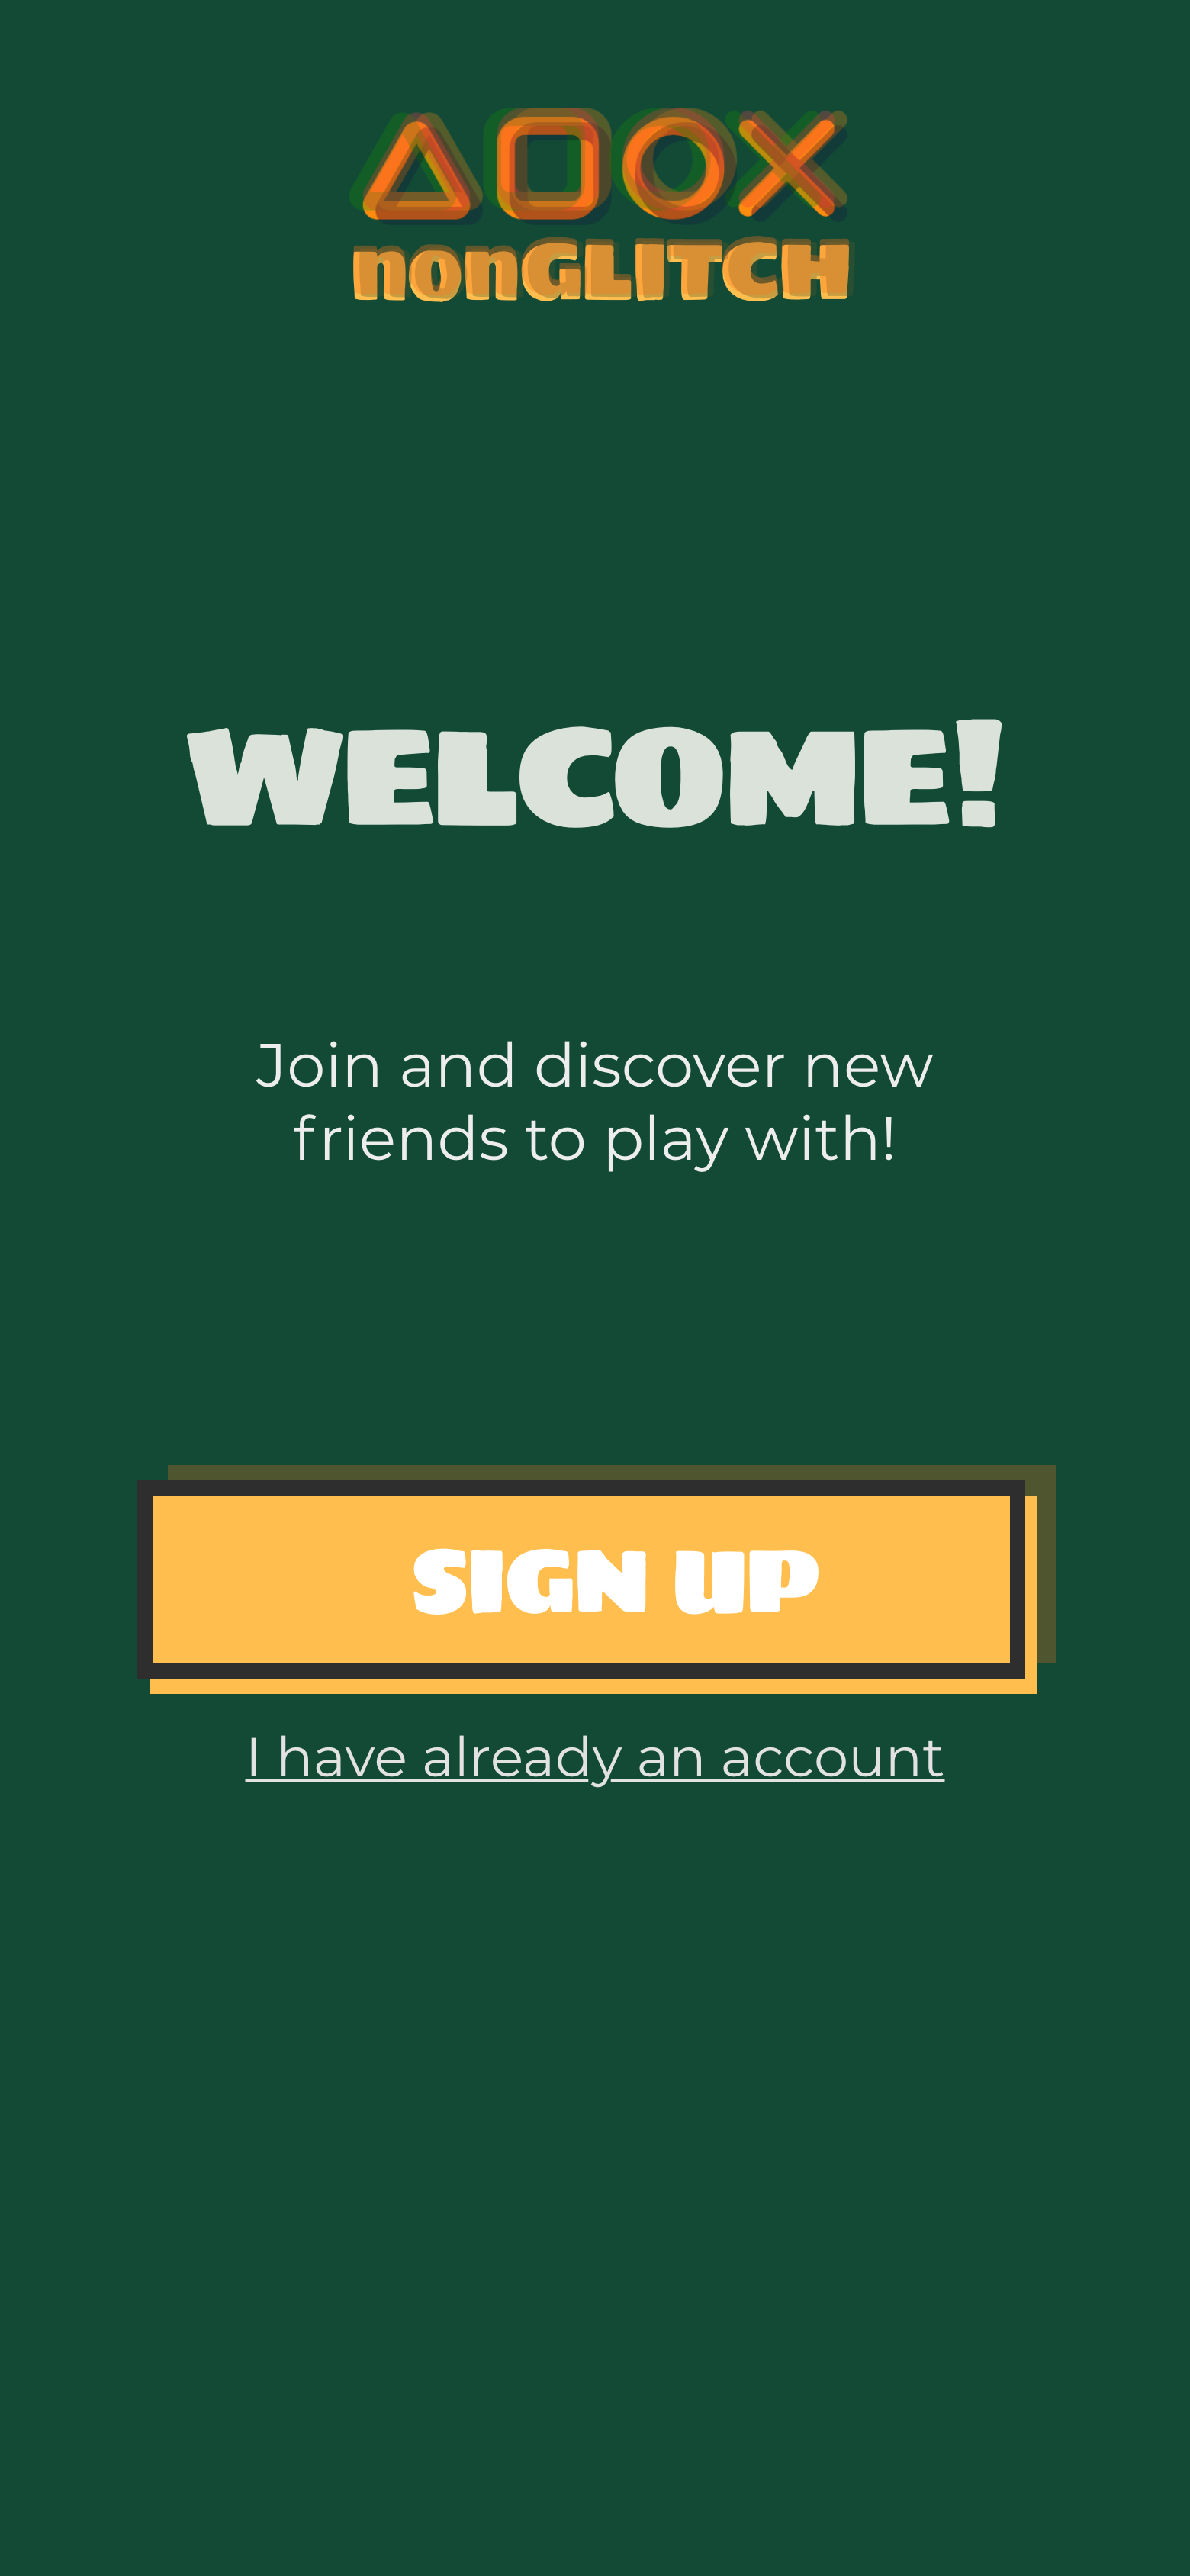 nonGLITCH
WELCOME!
Join and discover new
friends to play with!
SIGN UP
I have already an account